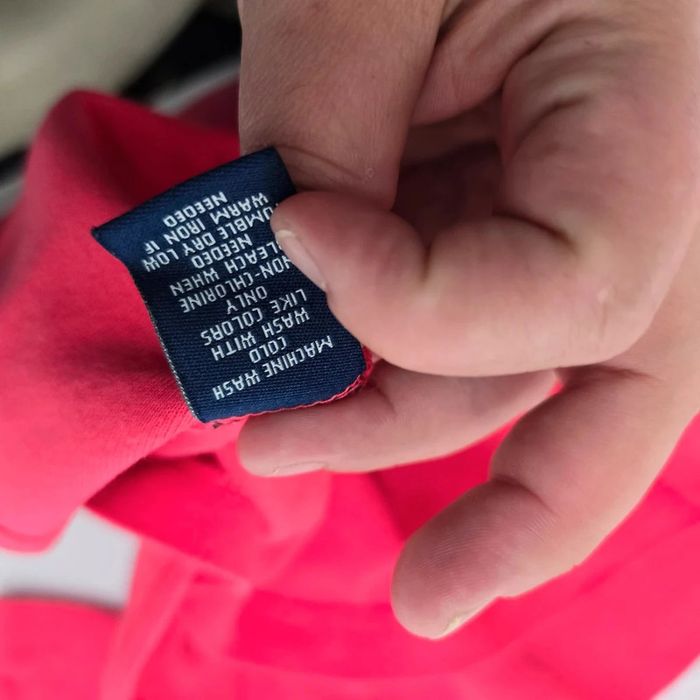 MACHINE WASH
COLD
WASH WITH
LIKE COLORS
ONLY
NON-CHLORINE
BLEACH WHEN
NEEDED
TUMBLE DRY LOW
WARM IRON IF
NEEDED